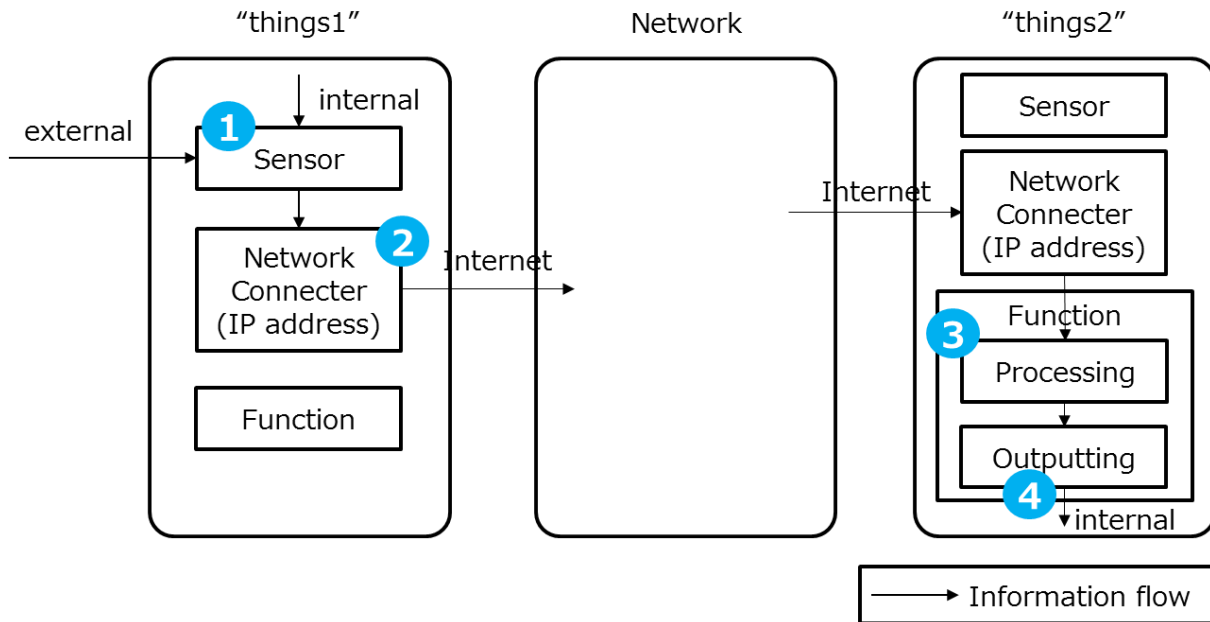 “things1”
Network
“things2”
internal
external
1
Sensor
2
Network
Connecter
(IP address)
Internet
Function
Internet
Sensor
Network
Connecter
(IP address)
Function
3
Processing
Outputting
4
internal
Information flow